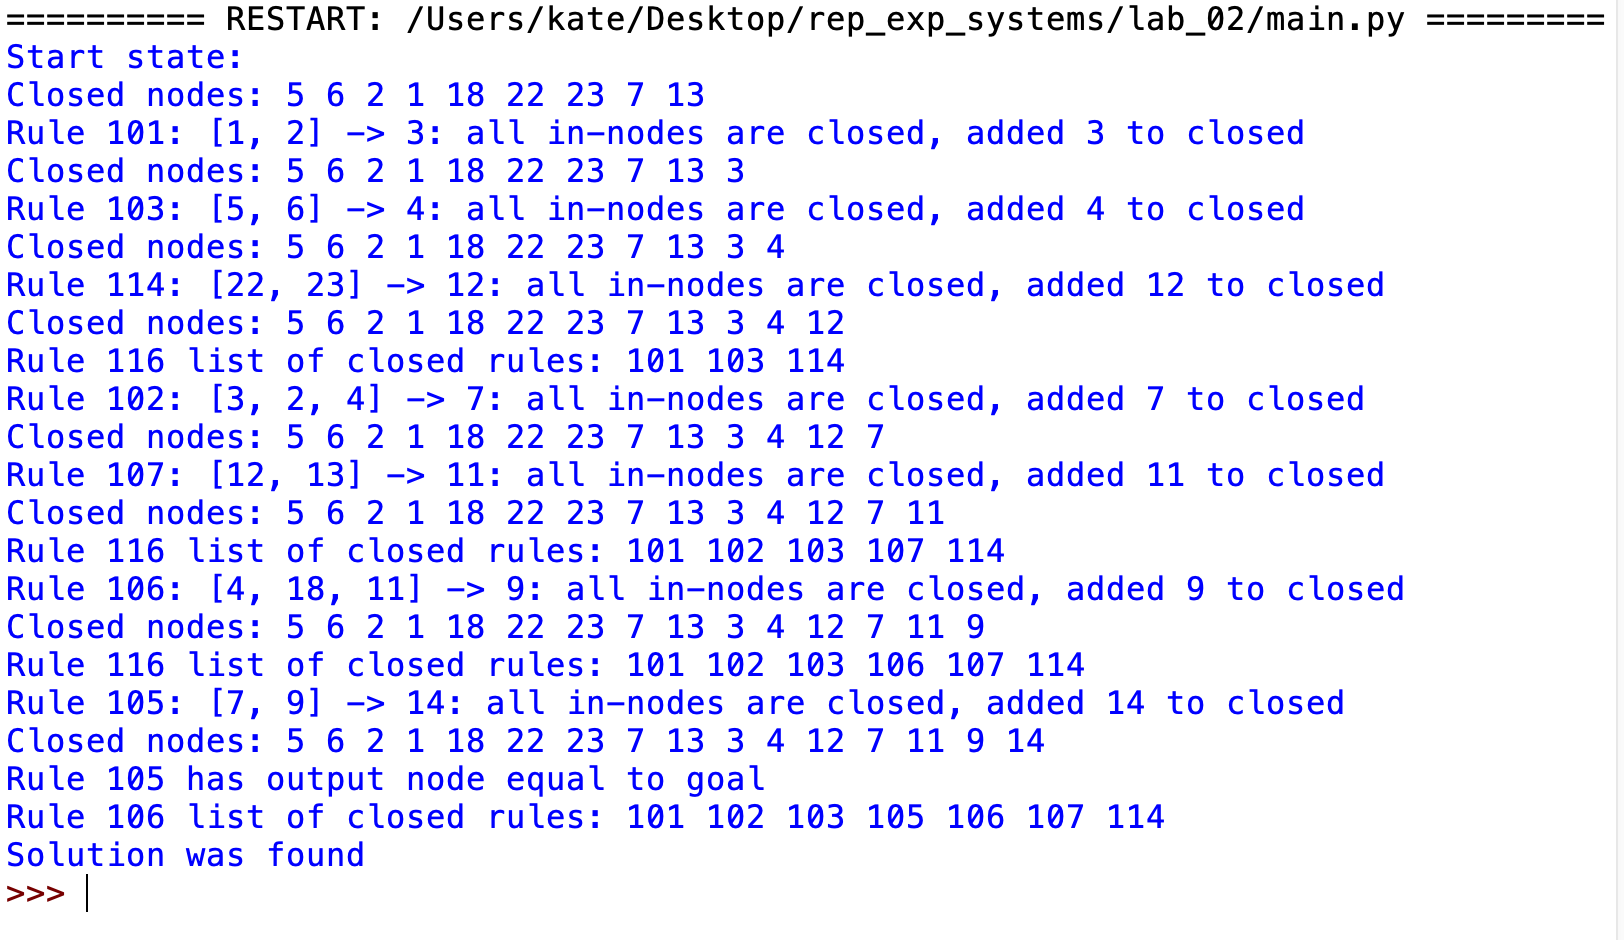 ========== RESTART: /Users/kate/Desktop/rep_exp_systems/lab_02/main.py =========
Start state:
Closed nodes: 5 6 2 1 18 22 23 7 13
Rule 101: [1, 2] -> 3: all in-nodes are closed, added 3 to closed
Closed nodes: 5 6 2 1 18 22 23 7 13 3
Rule 103: [5, 6] -> 4: all in-nodes are closed, added 4 to closed
Closed nodes: 5 6 2 1 18 22 23 7 13 3 4
Rule 114: [22, 23] -> 12: all in-nodes are closed, added 12 to closed
Closed nodes: 5 6 2 1 18 22 23 7 13 3 4 12
Rule 116 list of closed rules: 101 103 114
Rule 102: [3, 2, 4] -> 7: all in-nodes are closed, added 7 to closed
Closed nodes: 5 6 2 1 18 22 23 7 13 3 4 12 7
Rule 107: [12, 13] -> 11: all in-nodes are closed, added 11 to closed
Closed nodes: 5 6 2 1 18 22 23 7 13 3 4 12 7 11
Rule 116 list of closed rules: 101 102 103 107 114
Rule 106: [4, 18, 11] -> 9: all in-nodes are closed, added 9 to closed
Closed nodes: 5 6 2 1 18 22 23 7 13 3 4 12 7 11 9
Rule 116 list of closed rules: 101 102 103 106 107 114
Rule 105: [7, 9] -> 14: all in-nodes are closed, added 14 to closed
Closed nodes: 5 6 2 1 18 22 23 7 13 3 4 12 7 11 9 14
Rule 105 has output node equal to goal
Rule 106 list of closed rules: 101 102 103 105 106 107 114
Solution was found
>>>